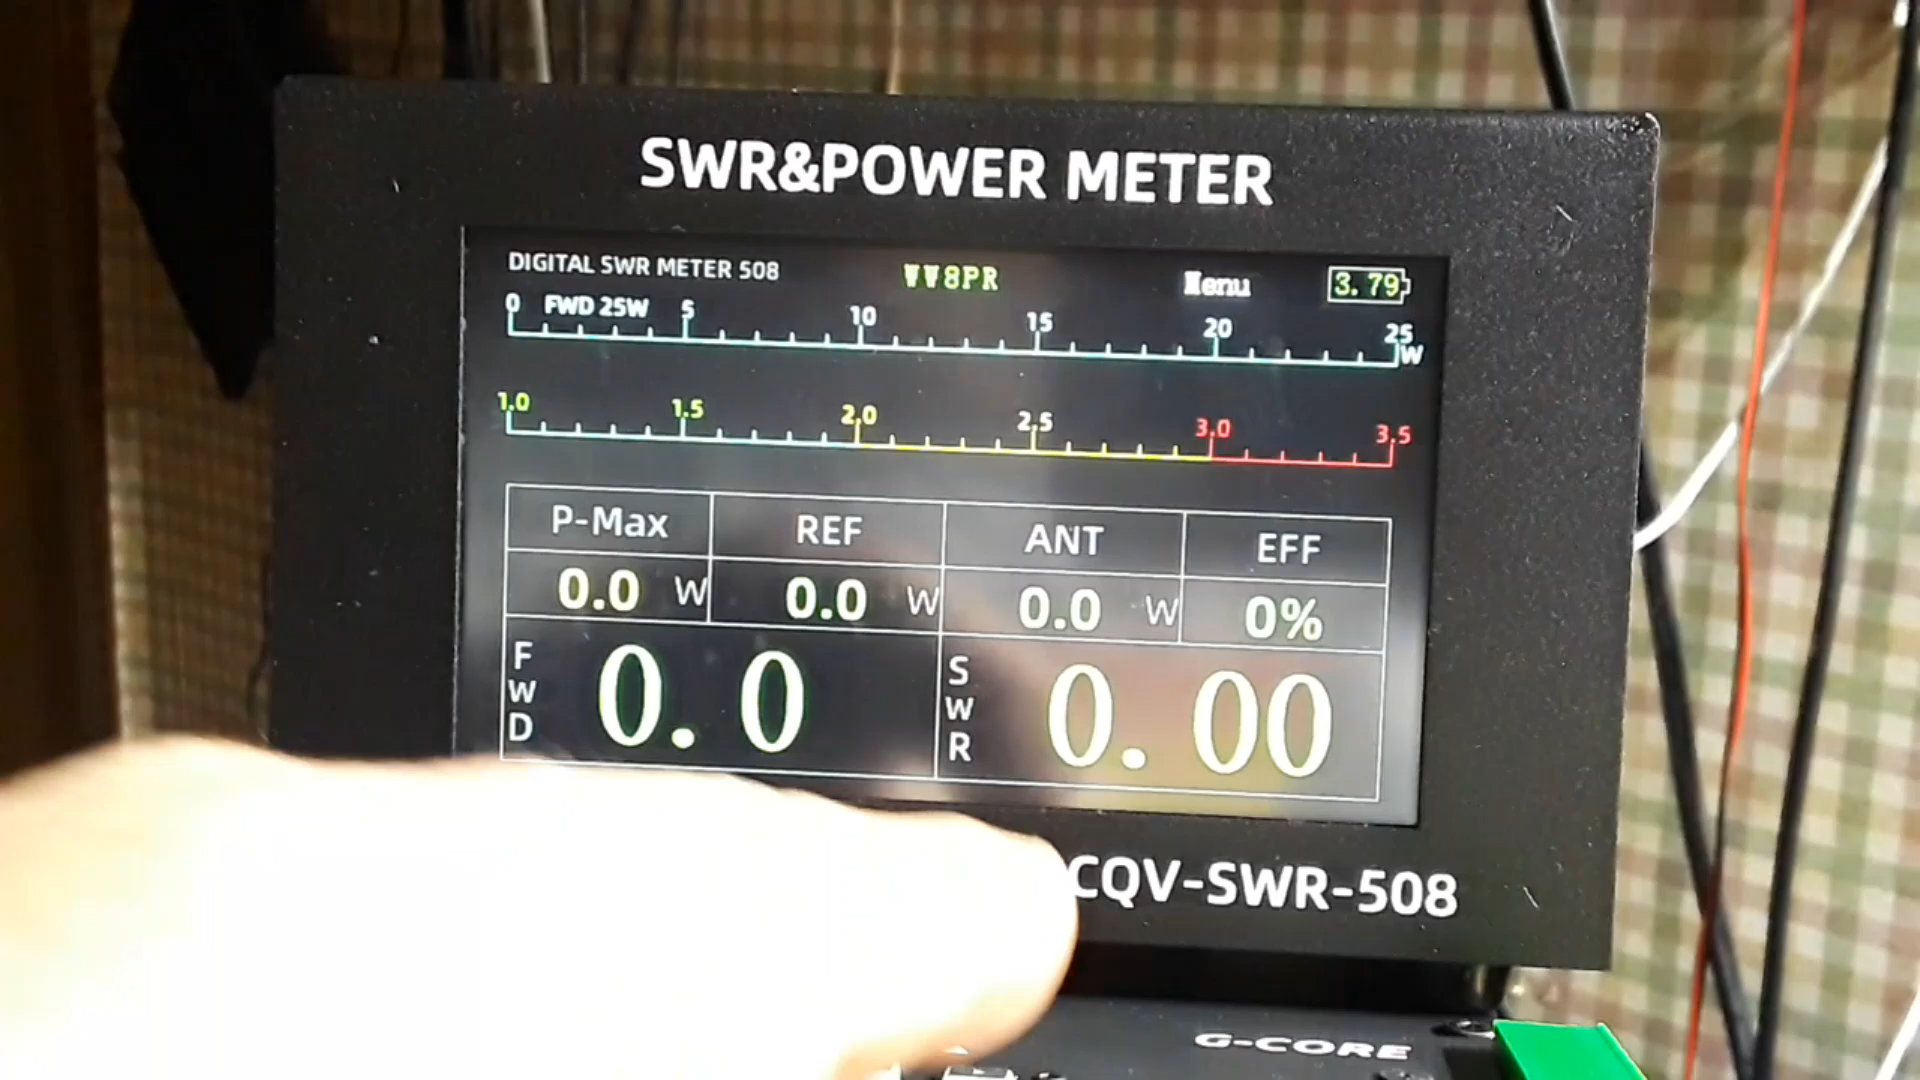 SWR&POWER METER
DIGITAL SWR METER 508 VV8PR Menu 3.79
0 FWD 25W 5 10 15 20 25 W
1.0 1.5 2.0 2.5 3.0 3.5
P-Max REF ANT EFF
0.0 W 0.0 W 0.0 W 0%
FWD 0.0 SWR 0.00
CQV-SWR-508
G-CORE